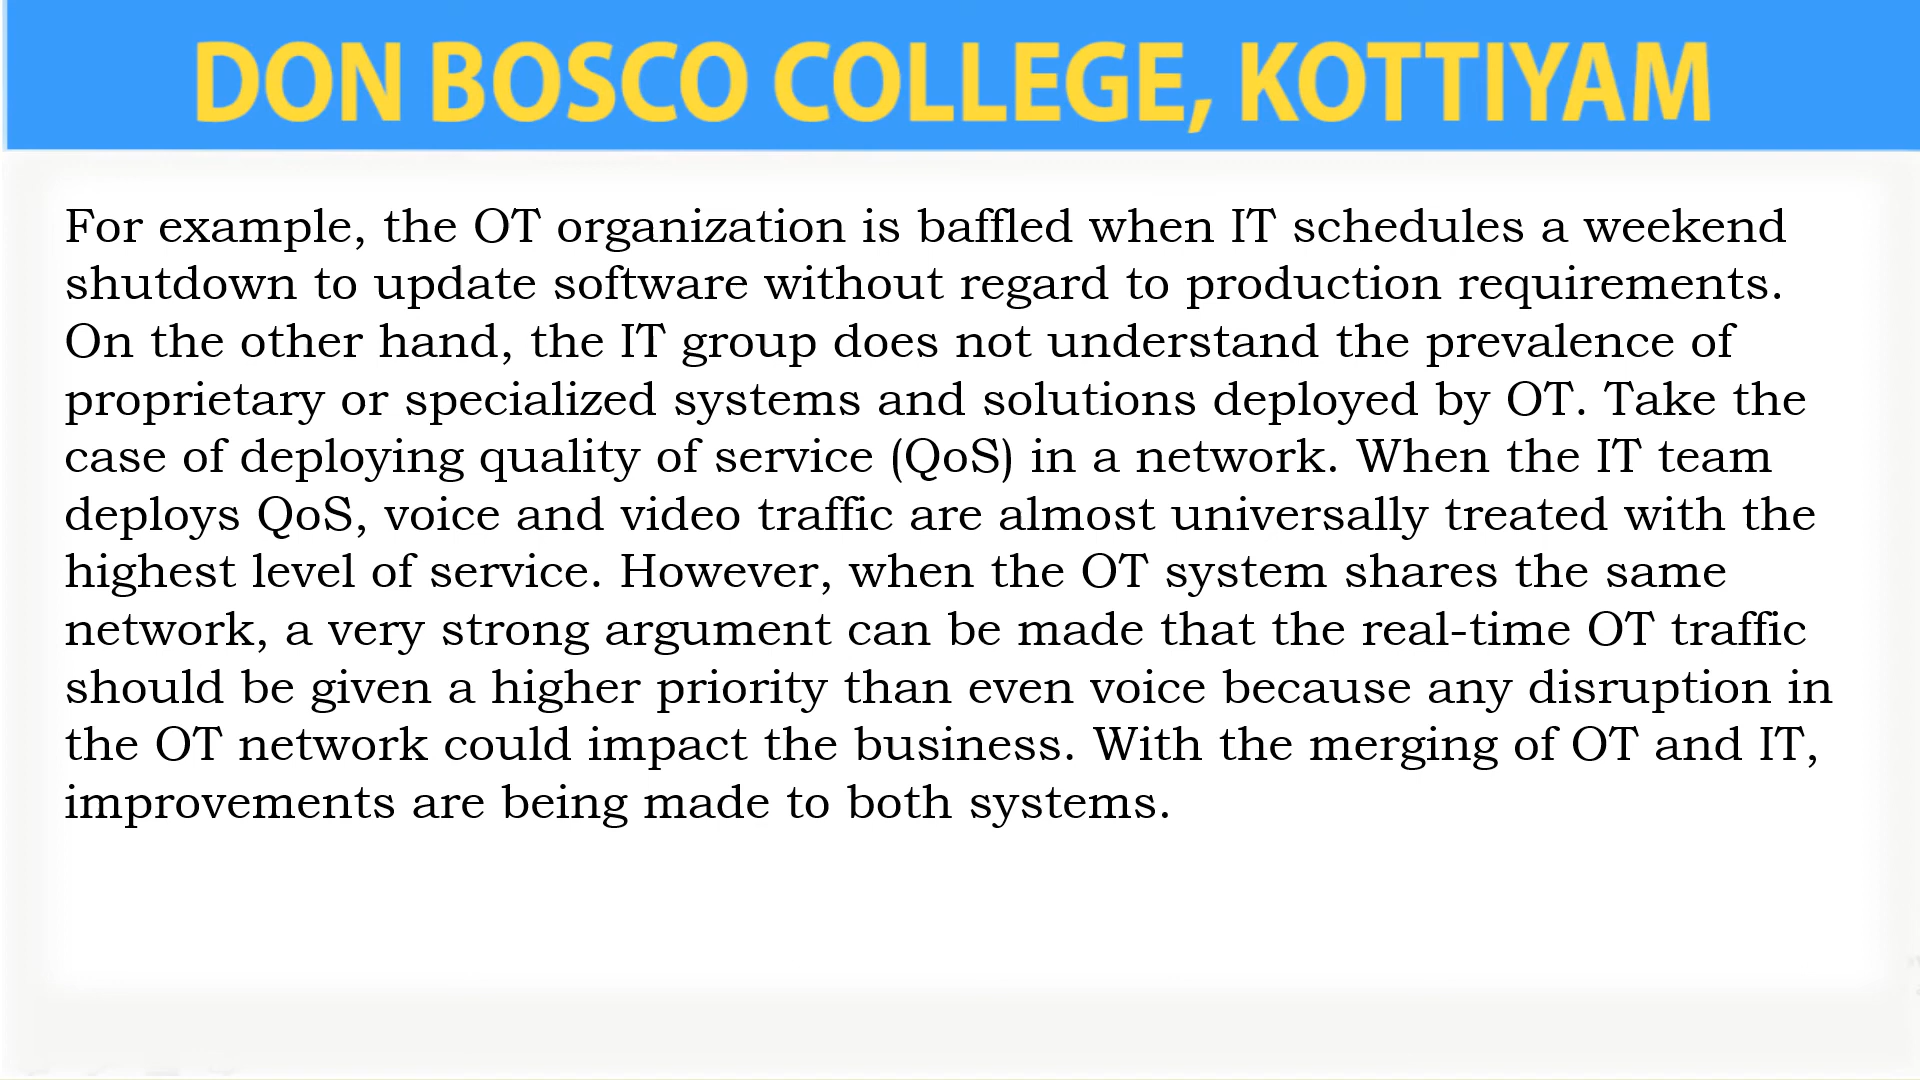 DON BOSCO COLLEGE, KOTTIYAM
For example, the OT organization is baffled when IT schedules a weekend
shutdown to update software without regard to production requirements.
On the other hand, the IT group does not understand the prevalence of
proprietary or specialized systems and solutions deployed by OT. Take the
case of deploying quality of service (QoS) in a network. When the IT team
deploys QoS, voice and video traffic are almost universally treated with the
highest level of service. However, when the OT system shares the same
network, a very strong argument can be made that the real-time OT traffic
should be given a higher priority than even voice because any disruption in
the OT network could impact the business. With the merging of OT and IT,
improvements are being made to both systems.